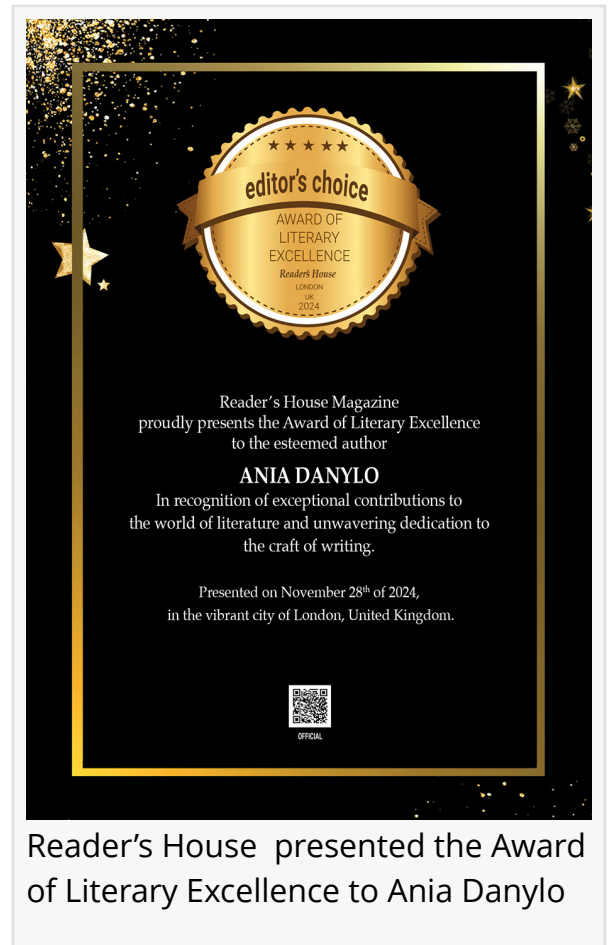 editor's choice
AWARD OF
LITERARY
EXCELLENCE
Reader's House
LONDON
UK
2024
Reader's House Magazine
proudly presents the Award of Literary Excellence
to the esteemed author
ANIA DANYLO
In recognition of exceptional contributions to
the world of literature and unwavering dedication to
the craft of writing.
Presented on November 28th of 2024,
in the vibrant city of London, United Kingdom.
OFFICIAL
Reader’s House  presented the Award
of Literary Excellence to Ania Danylo